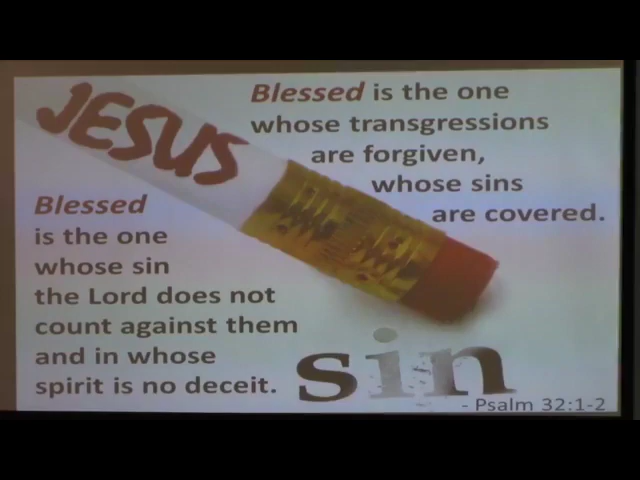 JESUS
Blessed is the one
whose transgressions
are forgiven,
whose sins
are covered.
Blessed
is the one
whose sin
the Lord does not
count against them
and in whose
spirit is no deceit.
sin
- Psalm 32:1-2